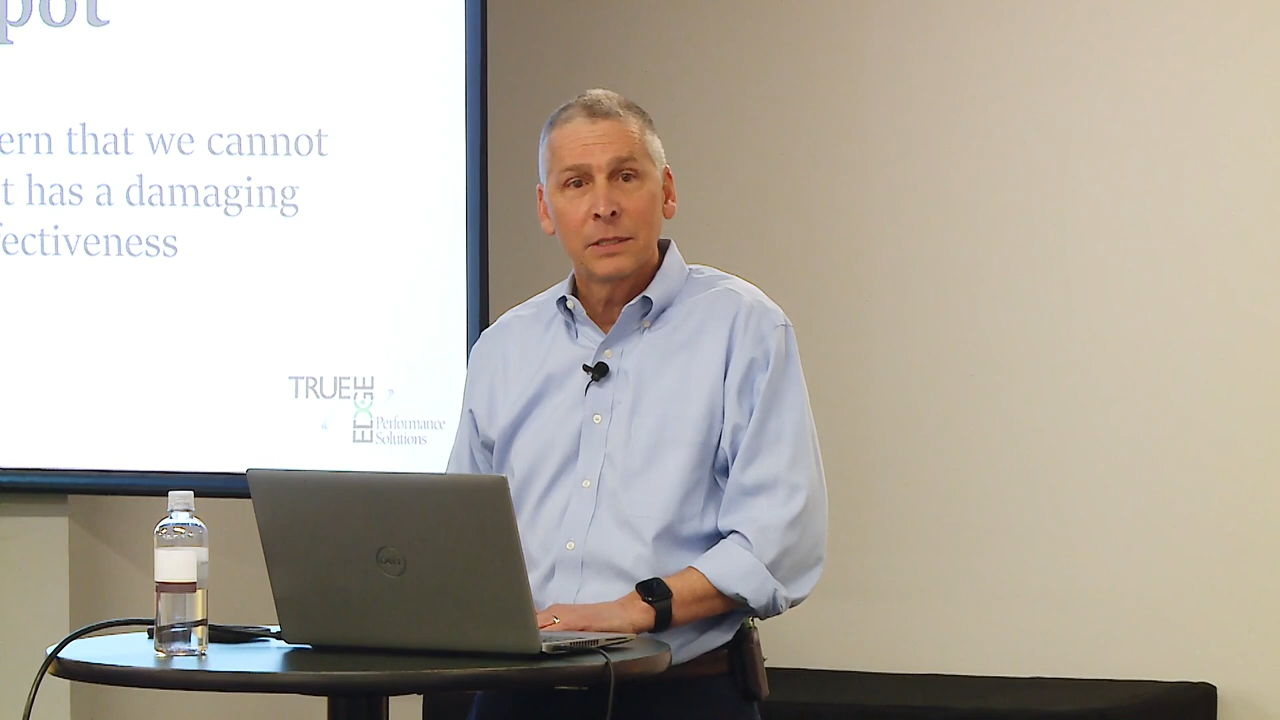 pot
ern that we cannot
t has a damaging
fectiveness
TRUE
EDGE
Performance
Solutions
DELL